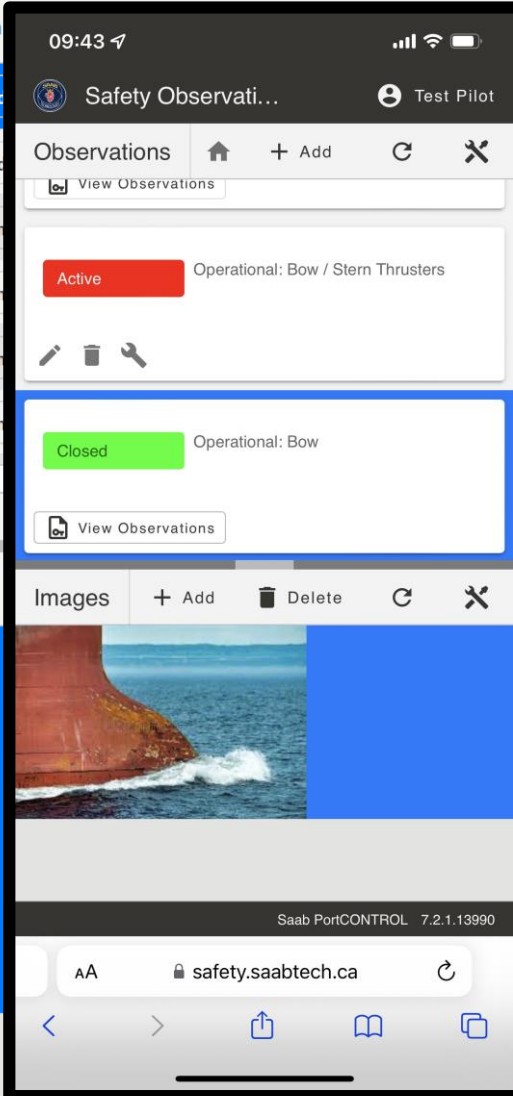 09:43
Safety Observati...
Test Pilot
Observations
+ Add
View Observations
Active
Operational: Bow / Stern Thrusters
Closed
Operational: Bow
View Observations
Images
+ Add
Delete
Saab PortCONTROL 7.2.1.13990
AA
safety.saabtech.ca